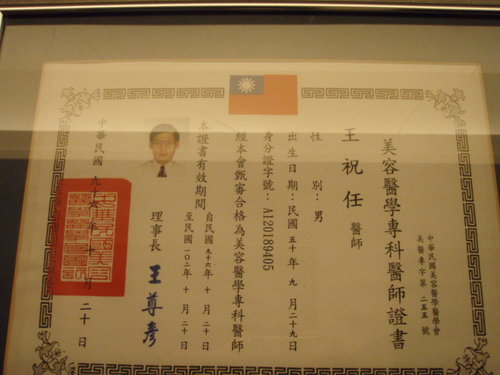 中華民國美容醫學醫學會
美醫專字第 二五五 號
美容醫學專科醫師證書
王祝任 醫師
性 別：男
出生日期：民國 五十 年 九 月 二十九 日
身分證字號：A120189405
經本會甄審合格為美容醫學專科醫師
本證書有效期間 自民國 九十六 年 十 月 二十 日
至民國 一〇二 年 十 月 二十 日
理事長 王尊彥
中華民國 九十六 年 十 月 二十 日